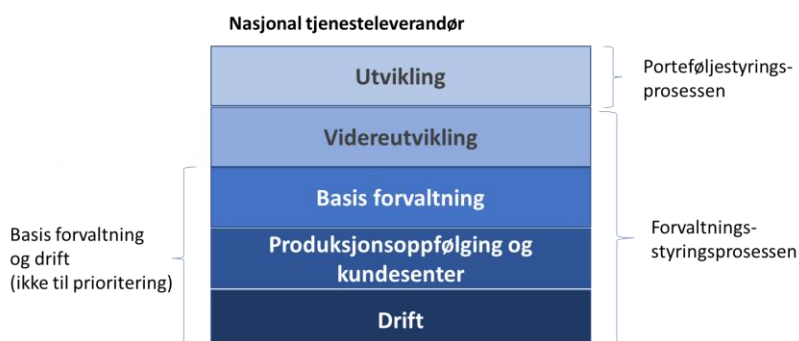 Nasjonal tjenesteleverandør
Utvikling
Porteføljestyrings-
prosessen
Videreutvikling
Basis forvaltning
Basis forvaltning
og drift
(ikke til prioritering)
Produksjonsoppfølging og
kundesenter
Forvaltnings-
styringsprosessen
Drift